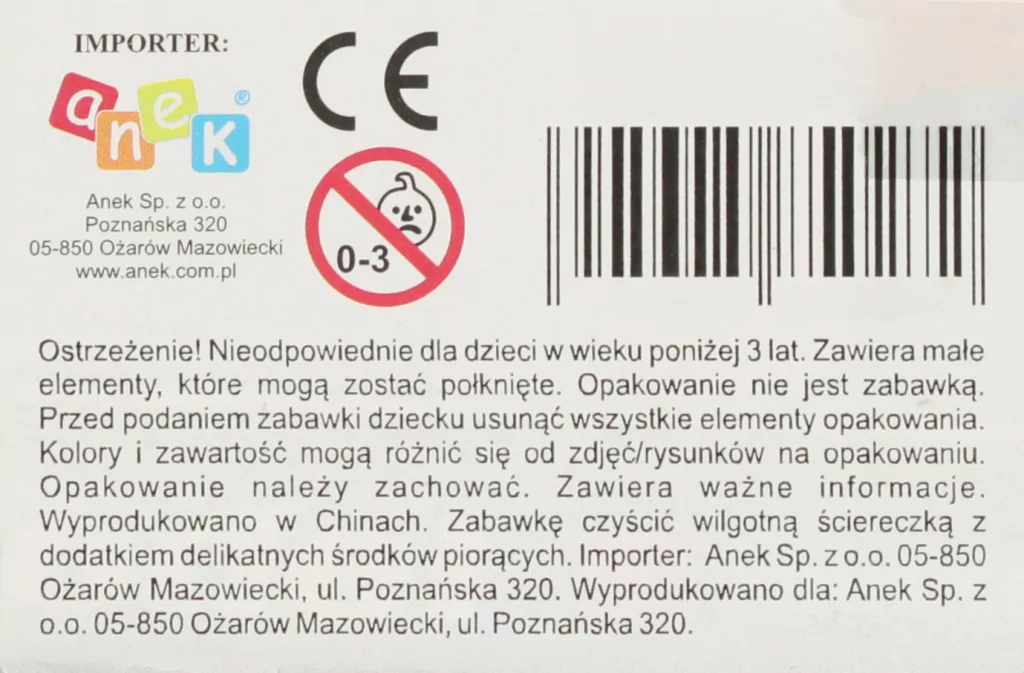 IMPORTER:
anek®
Anek Sp. z o.o.
Poznańska 320
05-850 Ożarów Mazowiecki
www.anek.com.pl
CE
0-3
Ostrzeżenie! Nieodpowiednie dla dzieci w wieku poniżej 3 lat. Zawiera małe
elementy, które mogą zostać połknięte. Opakowanie nie jest zabawką.
Przed podaniem zabawki dziecku usunąć wszystkie elementy opakowania.
Kolory i zawartość mogą różnić się od zdjęć/rysunków na opakowaniu.
Opakowanie należy zachować. Zawiera ważne informacje.
Wyprodukowano w Chinach. Zabawkę czyścić wilgotną ściereczką z
dodatkiem delikatnych środków piorących. Importer: Anek Sp. z o.o. 05-850
Ożarów Mazowiecki, ul. Poznańska 320. Wyprodukowano dla: Anek Sp. z
o.o. 05-850 Ożarów Mazowiecki, ul. Poznańska 320.